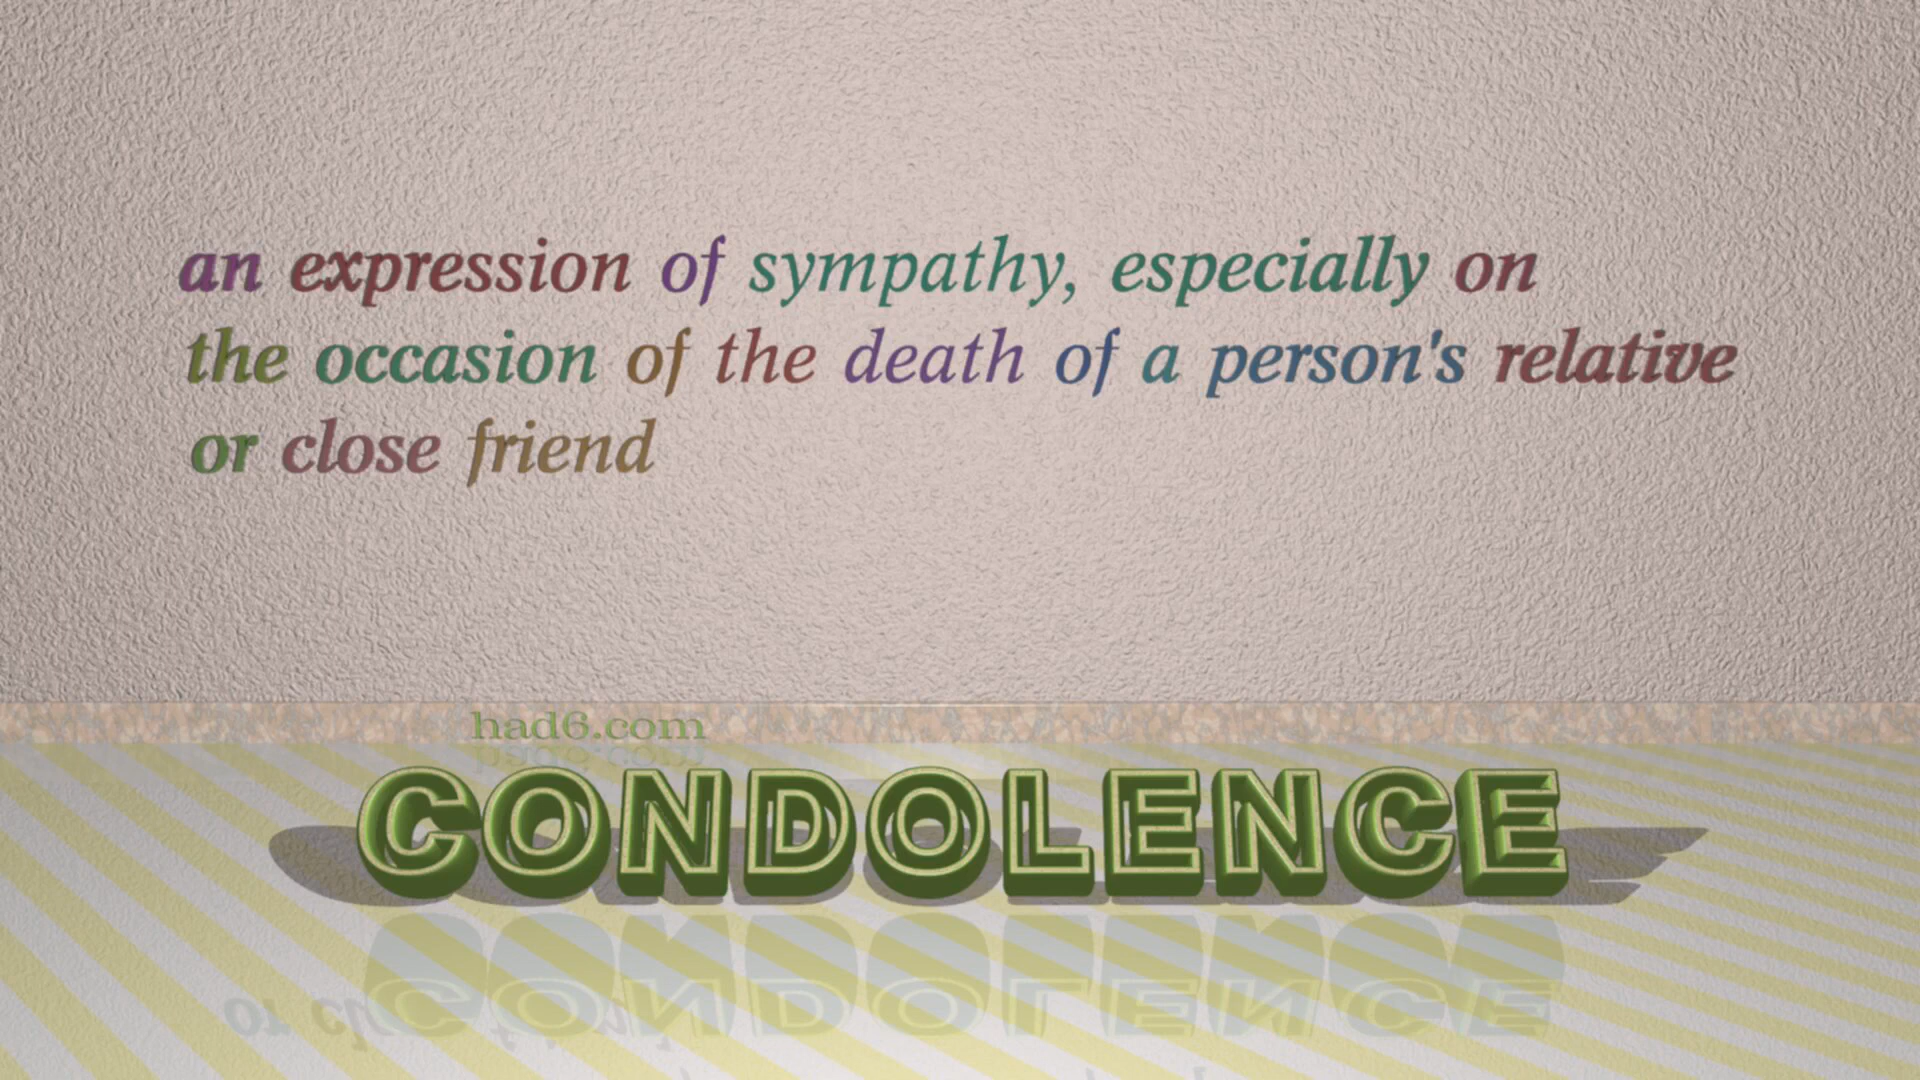 an expression of sympathy, especially on
the occasion of the death of a person's relative
or close friend
had6.com
CONDOLENCE